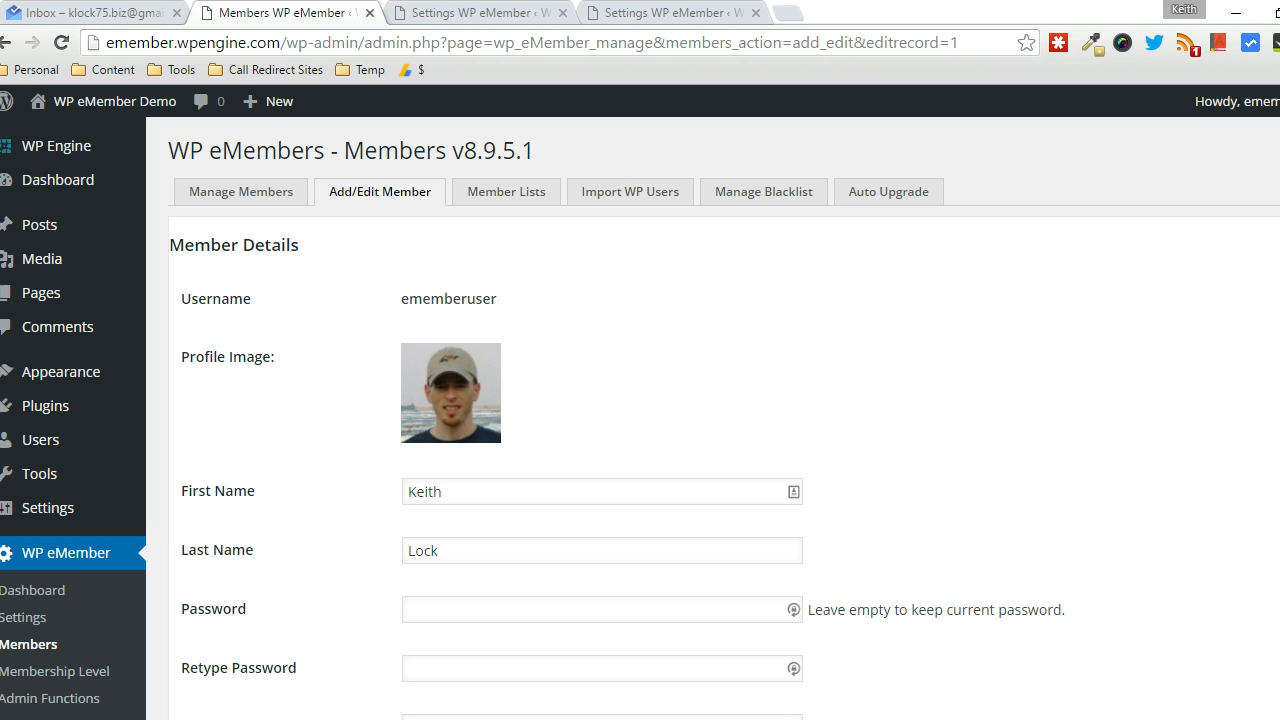 Inbox – klock75.biz@gmai
Members WP eMember ‹
Settings WP eMember ‹ W
Settings WP eMember ‹ W
Keith
emember.wpengine.com/wp-admin/admin.php?page=wp_eMember_manage&members_action=add_edit&editrecord=1
1
Personal Content Tools Call Redirect Sites Temp $
WP eMember Demo 0 New
Howdy, emem
WP Engine
Dashboard
Posts
Media
Pages
Comments
Appearance
Plugins
Users
Tools
Settings
WP eMember
Dashboard
Settings
Members
Membership Level
Admin Functions
WP eMembers - Members v8.9.5.1
Manage Members Add/Edit Member Member Lists Import WP Users Manage Blacklist Auto Upgrade
Member Details
Username ememberuser
Profile Image:
First Name Keith
Last Name Lock
Password Leave empty to keep current password.
Retype Password